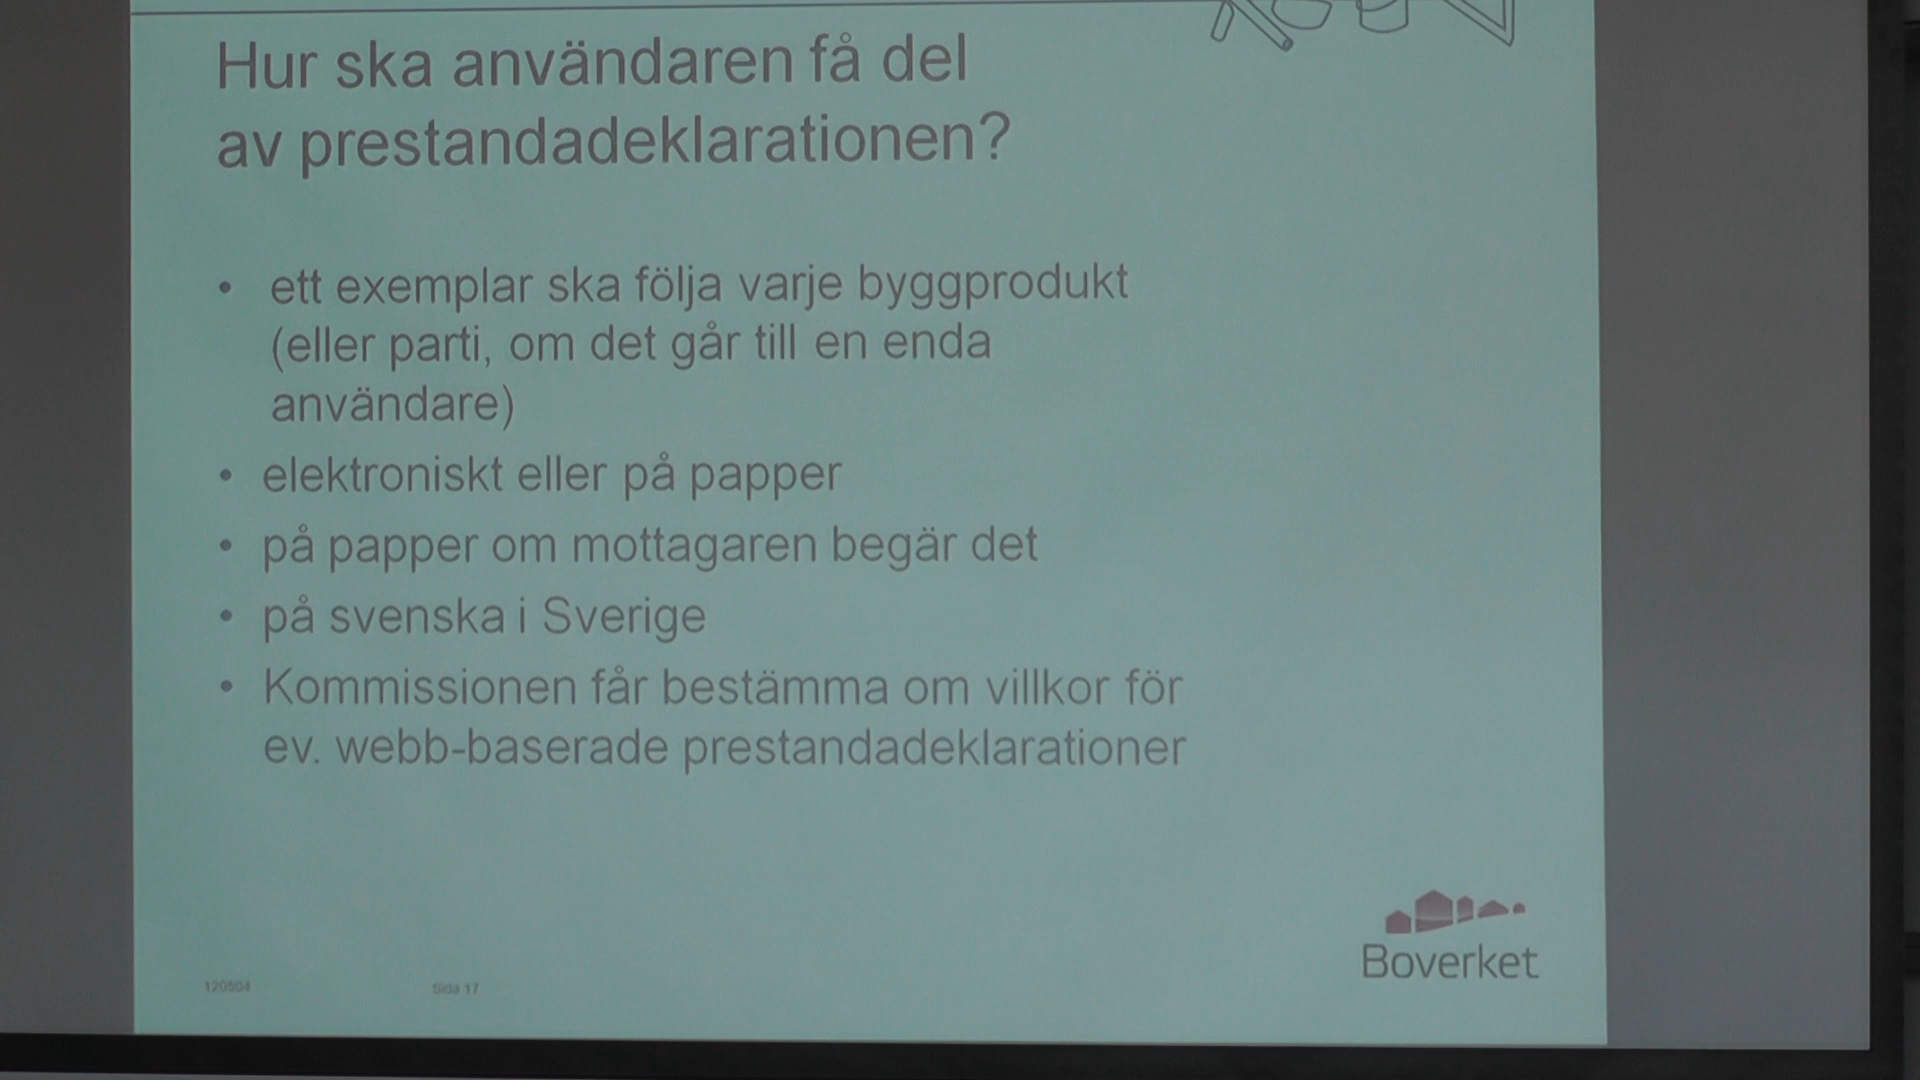 Hur ska användaren få del
av prestandadeklarationen?
• ett exemplar ska följa varje byggprodukt
(eller parti, om det går till en enda
användare)
• elektroniskt eller på papper
• på papper om mottagaren begär det
• på svenska i Sverige
• Kommissionen får bestämma om villkor för
ev. webb-baserade prestandadeklarationer
Boverket
120504 Sida 17